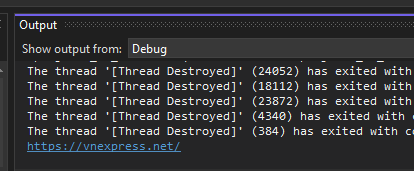 Output
Show output from: Debug
The thread '[Thread Destroyed]' (24052) has exited with
The thread '[Thread Destroyed]' (18112) has exited with
The thread '[Thread Destroyed]' (23872) has exited with
The thread '[Thread Destroyed]' (4340) has exited with
The thread '[Thread Destroyed]' (384) has exited with
https://vnexpress.net/